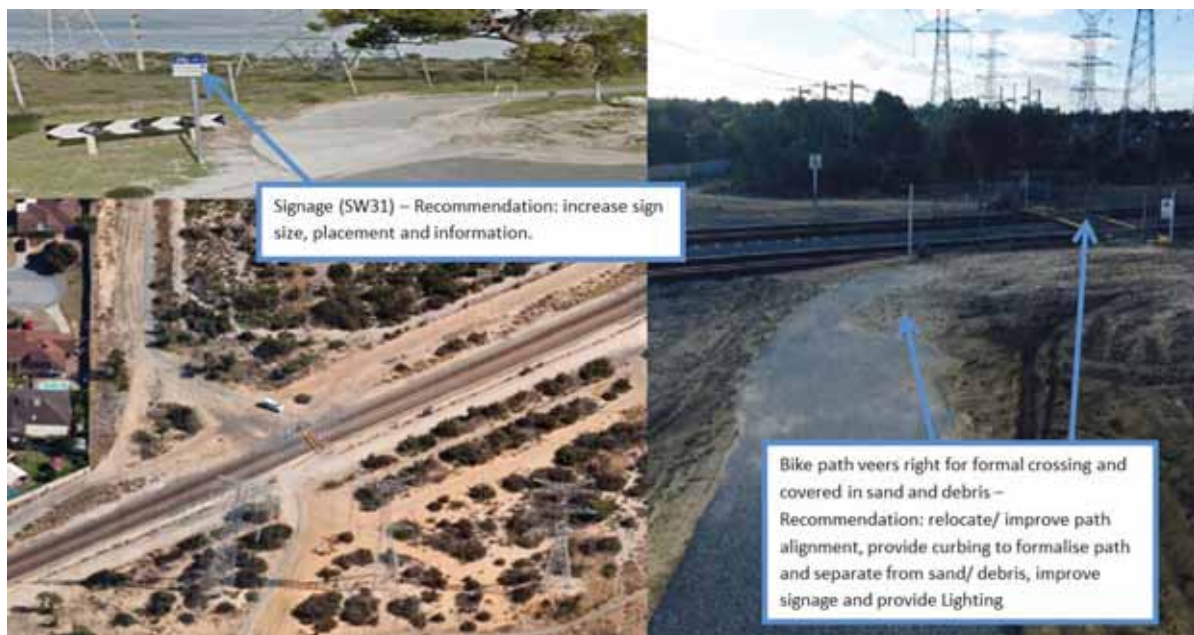 Signage (SW31) – Recommendation: increase sign
size, placement and information.
Bike path veers right for formal crossing and
covered in sand and debris –
Recommendation: relocate/ improve path
alignment, provide curbing to formalise path
and separate from sand/ debris, improve
signage and provide Lighting